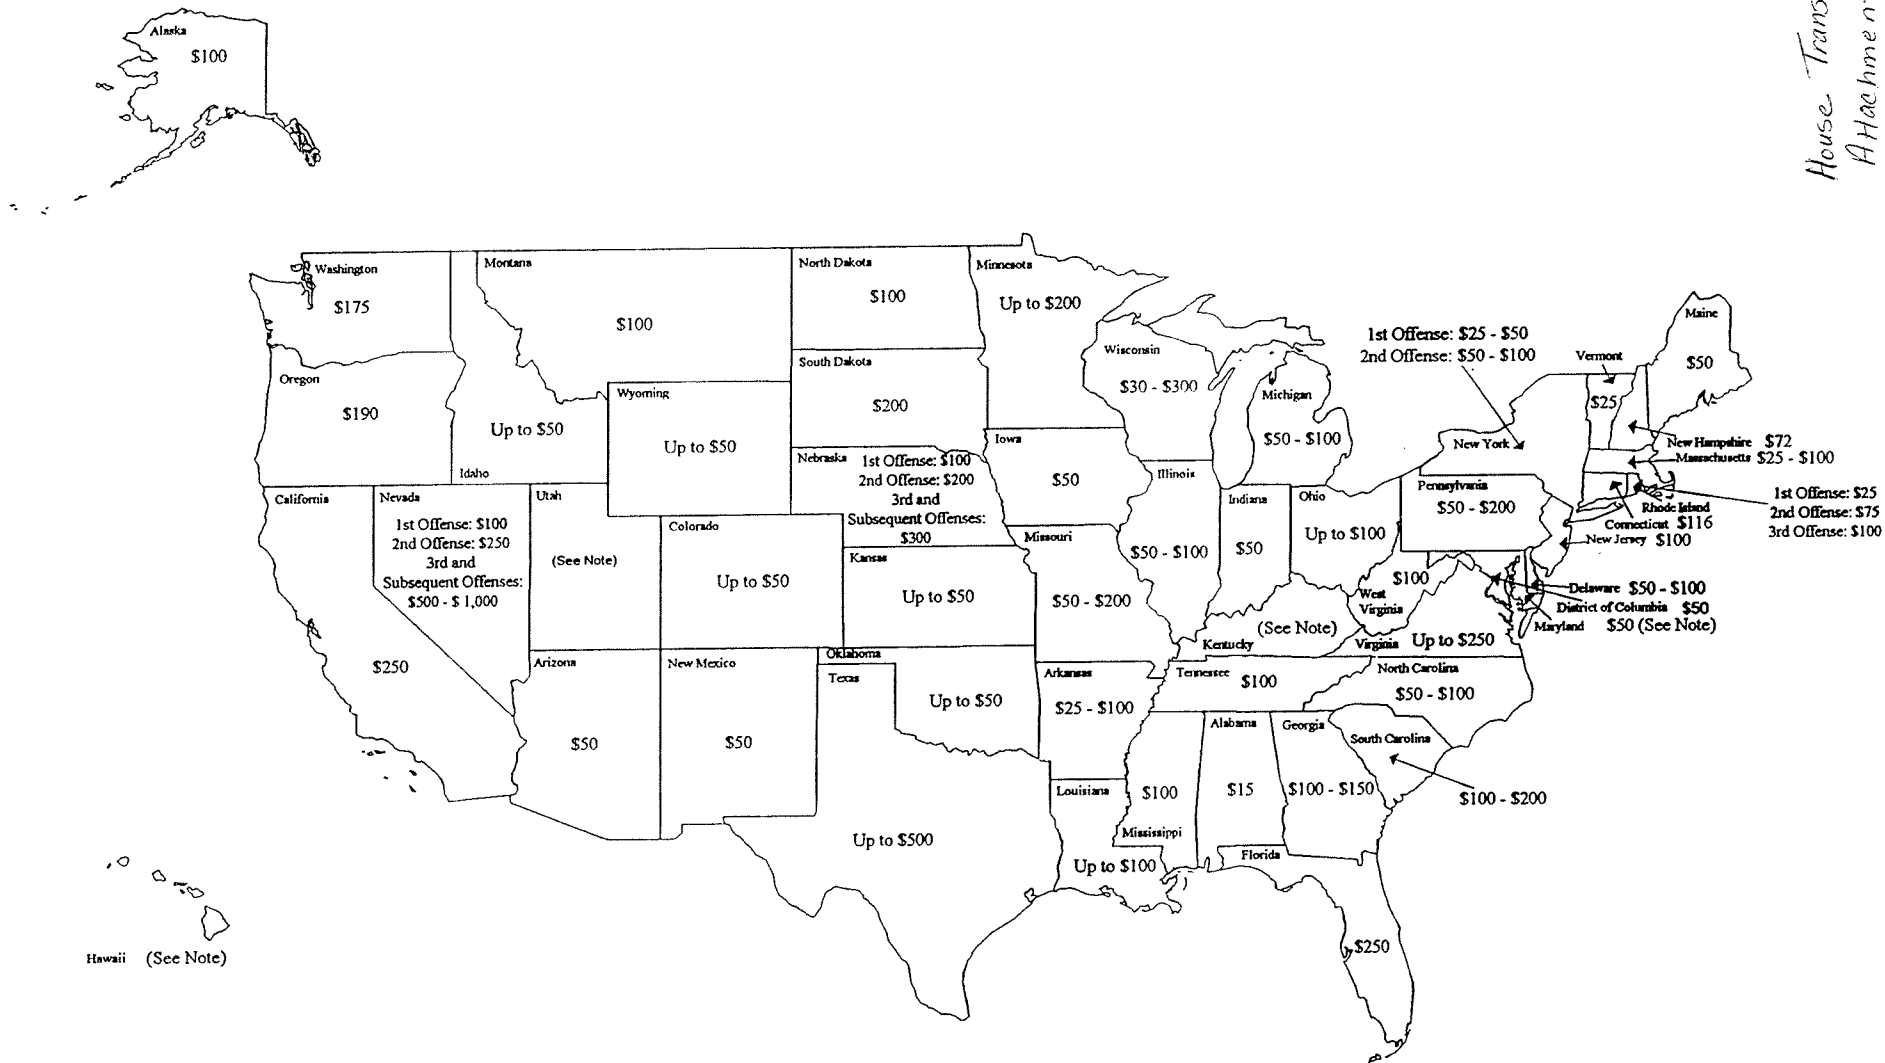 House Trans
Attachmen
Alaska
$100
Washington
$175
Montana
$100
North Dakota
$100
Minnesota
Up to $200
Oregon
$190
Up to $50
Idaho
Wyoming
Up to $50
South Dakota
$200
Wisconsin
$30 - $300
Michigan
$50 - $100
1st Offense: $25 - $50
2nd Offense: $50 - $100
New York
Vermont
$25
Maine
$50
New Hampshire $72
Massachusetts $25 - $100
Rhode Island
1st Offense: $25
2nd Offense: $75
3rd Offense: $100
Connecticut $116
New Jersey $100
California
$250
Nevada
1st Offense: $100
2nd Offense: $250
3rd and
Subsequent Offenses:
$500 - $ 1,000
Utah
(See Note)
Colorado
Up to $50
Nebraska
1st Offense: $100
2nd Offense: $200
3rd and
Subsequent Offenses:
$300
Kansas
Up to $50
Iowa
$50
Missouri
$50 - $200
Illinois
$50 - $100
Indiana
$50
Ohio
Up to $100
Pennsylvania
$50 - $200
$100
West
Virginia
Delaware $50 - $100
District of Columbia $50
Maryland $50 (See Note)
Kentucky
(See Note)
Virginia Up to $250
Arizona
$50
New Mexico
$50
Oklahoma
Up to $50
Texas
Up to $500
Arkansas
$25 - $100
Tennessee $100
North Carolina
$50 - $100
South Carolina
$100 - $200
Louisiana
Up to $100
$100
Mississippi
Alabama
$15
Georgia
$100 - $150
Florida
$250
Hawaii (See Note)